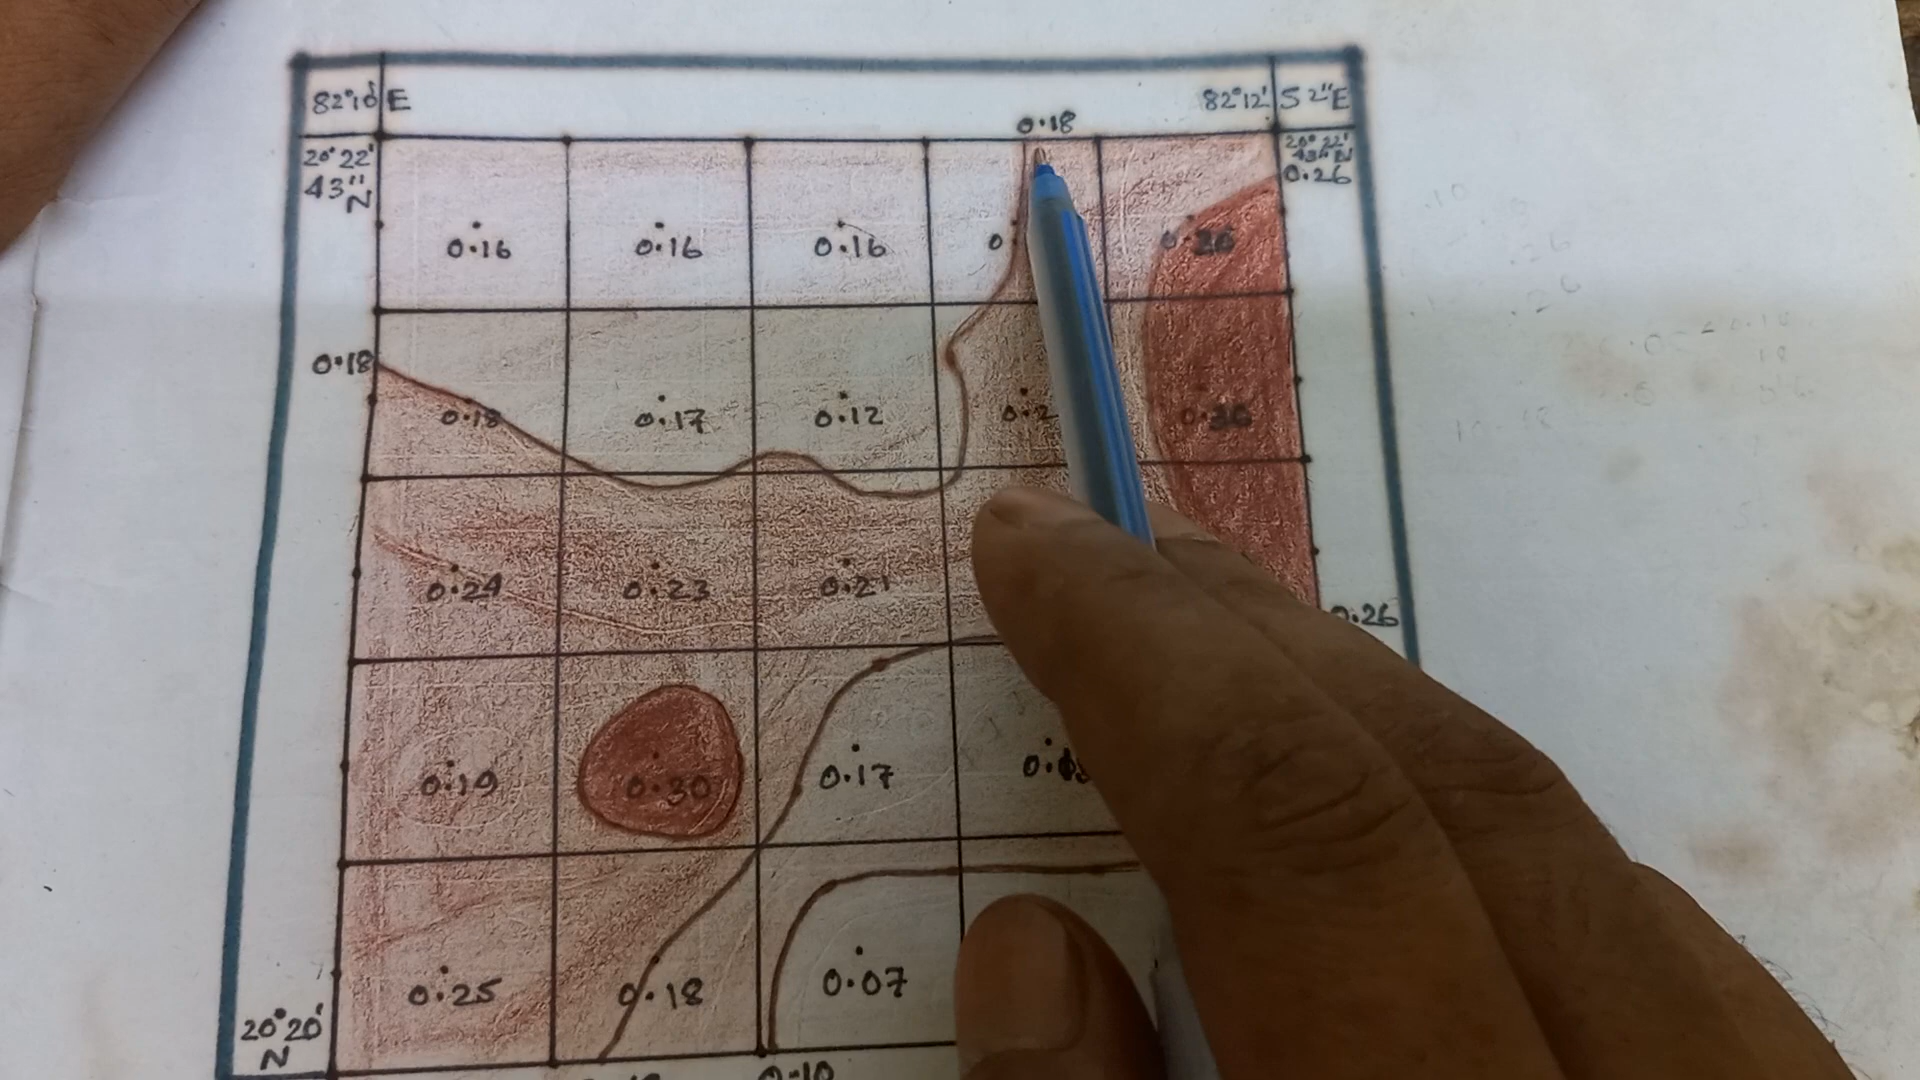 82°10' E
82°12' 52"E
0.18
20°22'
43"
N
20°22'
43"N
0.26
0.16 0.16 0.16
0.18
0.18 0.17 0.12 0.2 0.30
0.24 0.23 0.21
0.26
0.19 0.30 0.17
0.25 0.18 0.07
20°20'
N
0.10